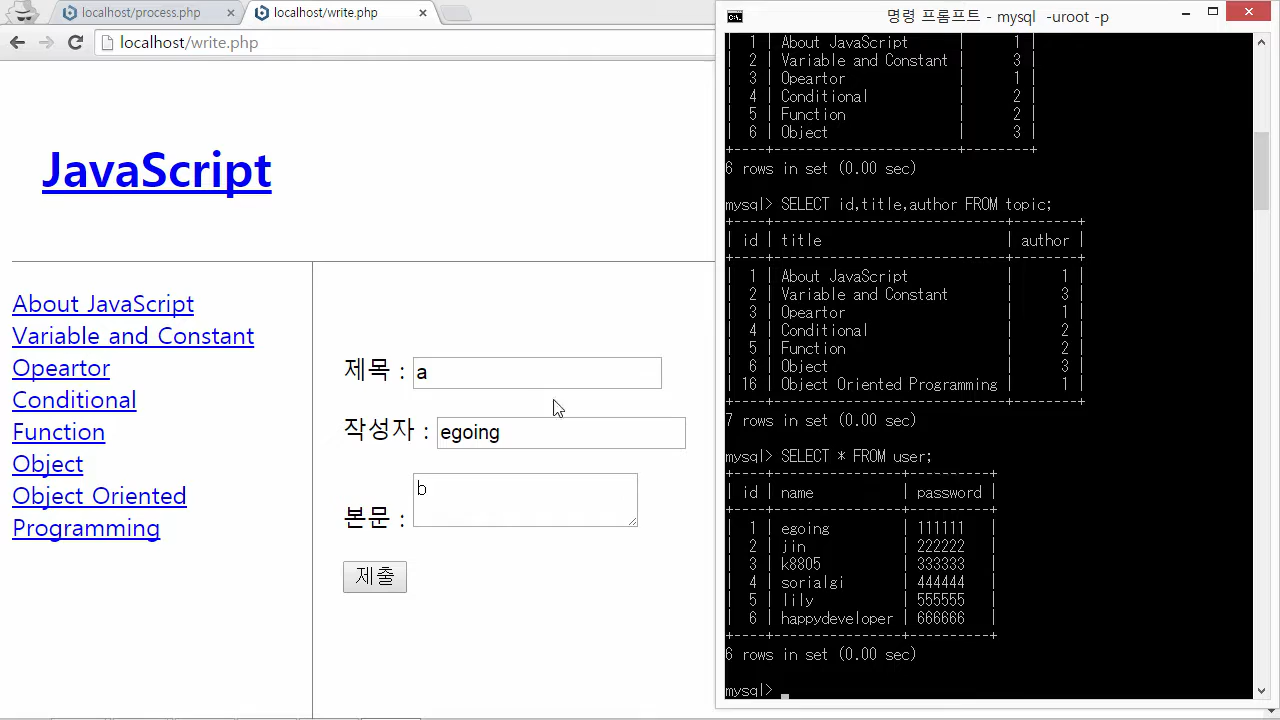 localhost/process.php
localhost/write.php
localhost/write.php
JavaScript
About JavaScript
Variable and Constant
Opeartor
Conditional
Function
Object
Object Oriented
Programming
제목 : a
작성자 : egoing
본문 : b
제출
명령 프롬프트 - mysql -uroot -p
| 1 | About JavaScript | 1 |
| 2 | Variable and Constant | 3 |
| 3 | Opeartor | 1 |
| 4 | Conditional | 2 |
| 5 | Function | 2 |
| 6 | Object | 3 |
+----+-----------------------+--------+
6 rows in set (0.00 sec)
mysql> SELECT id,title,author FROM topic;
+----+-----------------------------+--------+
| id | title | author |
+----+-----------------------------+--------+
| 1 | About JavaScript | 1 |
| 2 | Variable and Constant | 3 |
| 3 | Opeartor | 1 |
| 4 | Conditional | 2 |
| 5 | Function | 2 |
| 6 | Object | 3 |
| 16 | Object Oriented Programming | 1 |
+----+-----------------------------+--------+
7 rows in set (0.00 sec)
mysql> SELECT * FROM user;
+----+----------------+----------+
| id | name | password |
+----+----------------+----------+
| 1 | egoing | 111111 |
| 2 | jin | 222222 |
| 3 | k8805 | 333333 |
| 4 | sorialgi | 444444 |
| 5 | lily | 555555 |
| 6 | happydeveloper | 666666 |
+----+----------------+----------+
6 rows in set (0.00 sec)
mysql> _